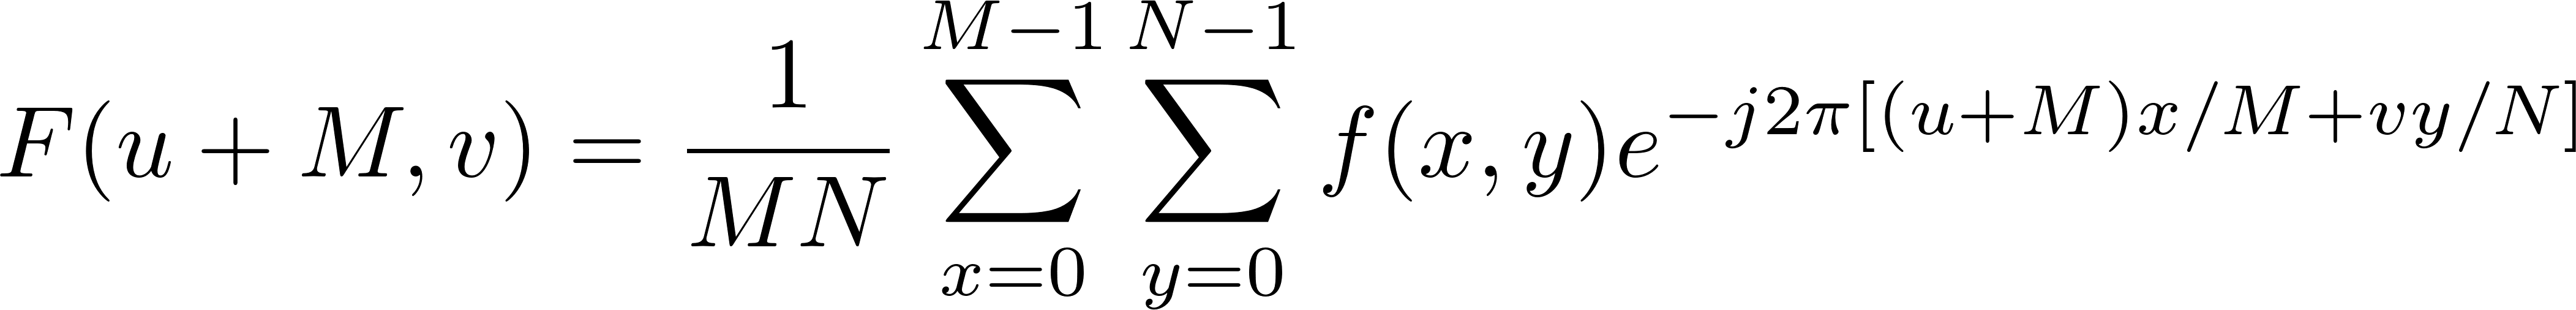 F(u + M, v) = \frac{1}{MN} \sum_{x=0}^{M-1} \sum_{y=0}^{N-1} f(x, y)e^{-j2\pi[(u+M)x/M+vy/N]}